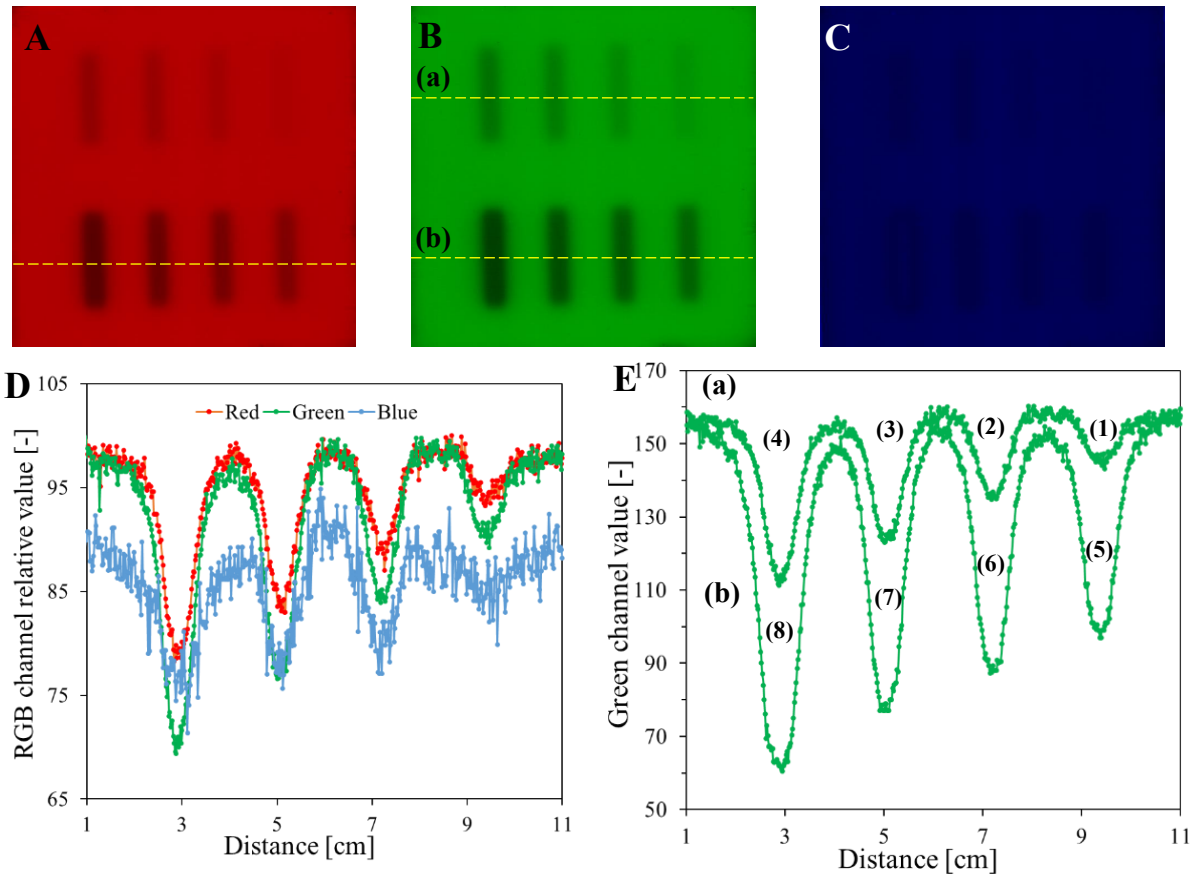 A
B
C
(a)
(b)
D
105
95
85
75
65
Red Green Blue
RGB channel relative value [-]
1 3 5 7 9 11
Distance [cm]
E
170
150
130
110
90
70
50
(a)
(4) (3) (2) (1)
(b)
(8) (7) (6) (5)
Green channel value [-]
1 3 5 7 9 11
Distance [cm]